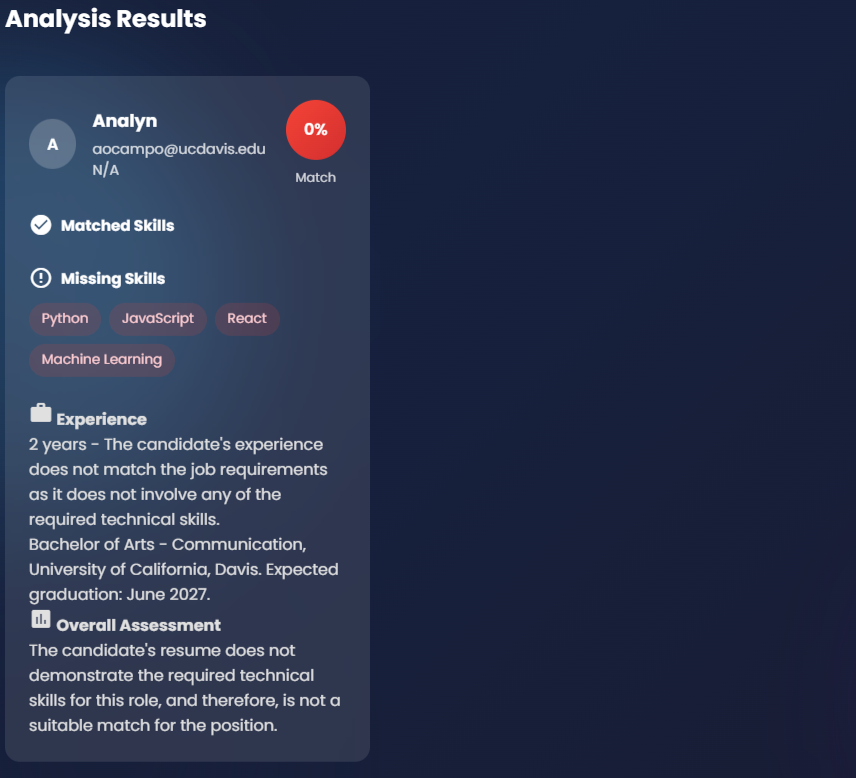 Analysis Results
A
Analyn
aocampo@ucdavis.edu
N/A
0%
Match
Matched Skills
Missing Skills
Python JavaScript React
Machine Learning
Experience
2 years - The candidate's experience
does not match the job requirements
as it does not involve any of the
required technical skills.
Bachelor of Arts - Communication,
University of California, Davis. Expected
graduation: June 2027.
Overall Assessment
The candidate's resume does not
demonstrate the required technical
skills for this role, and therefore, is not a
suitable match for the position.